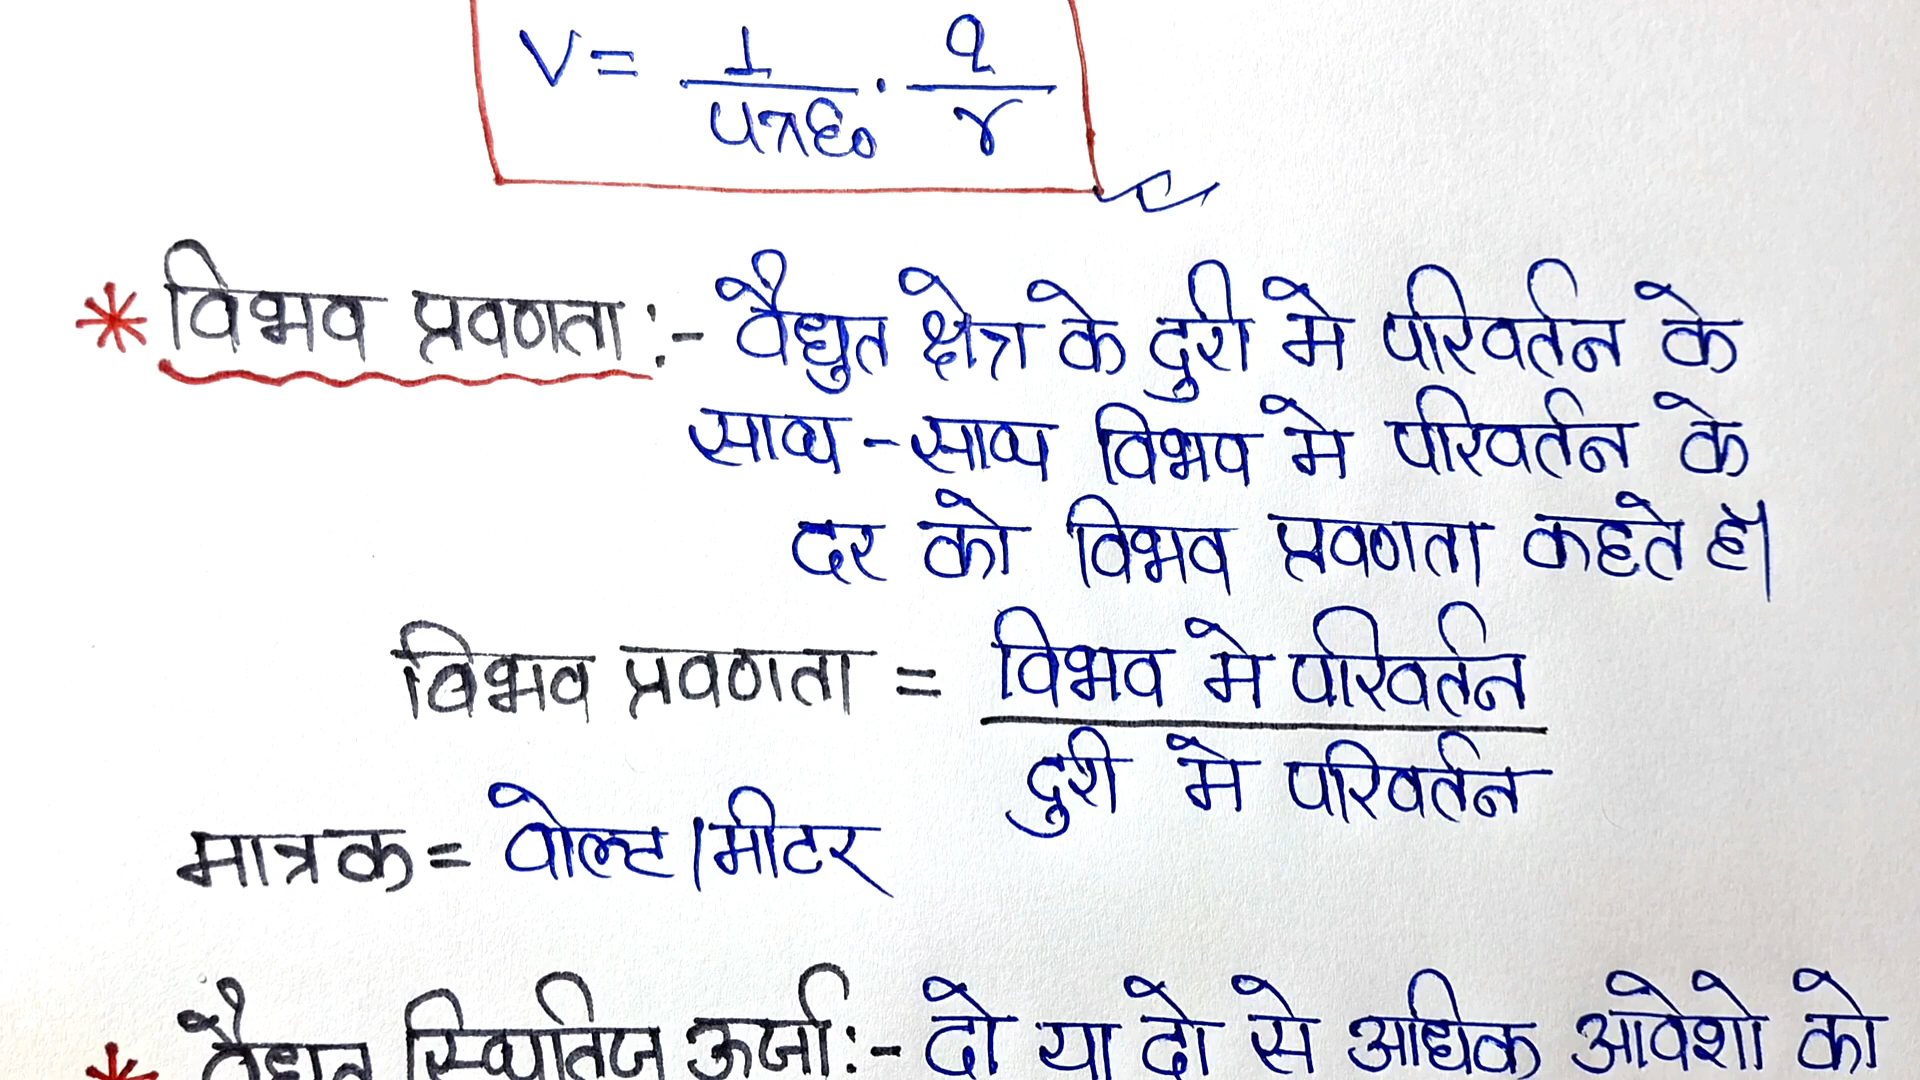 V = 1/4πε₀ · q/r
* विभव प्रवणता :- वैधुत क्षेत्र के दुरी मे परिवर्तन के
साथ - साथ विभव मे परिवर्तन के
दर को विभव प्रवणता कहते है।
विभव प्रवणता = विभव मे परिवर्तन
दुरी मे परिवर्तन
मात्रक = वोल्ट / मीटर
* वैधुत स्थितिज ऊर्जा :- दो या दो से अधिक आवेशो को